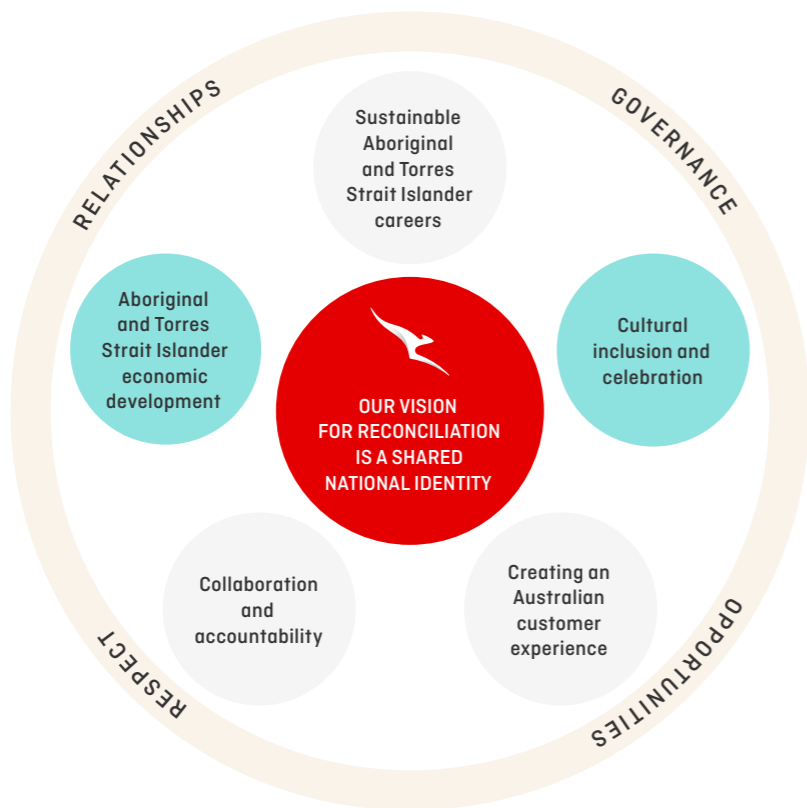 RELATIONSHIPS
GOVERNANCE
Sustainable
Aboriginal
and Torres
Strait Islander
careers
Aboriginal
and Torres
Strait Islander
economic
development
Cultural
inclusion and
celebration
OUR VISION
FOR RECONCILIATION
IS A SHARED
NATIONAL IDENTITY
Collaboration
and
accountability
Creating an
Australian
customer
experience
RESPECT
OPPORTUNITIES